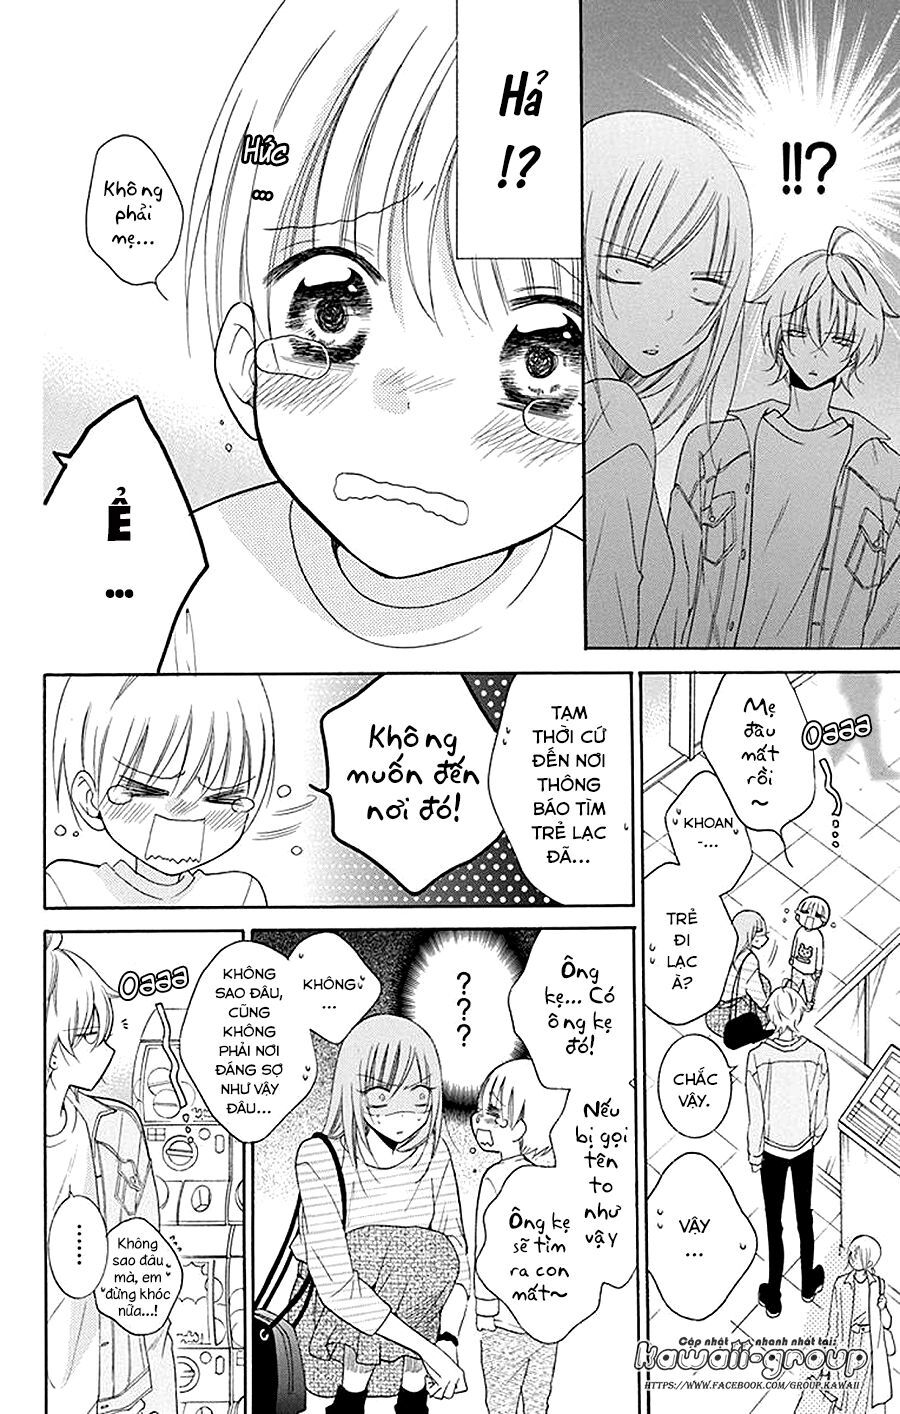 !!?
Hả
!?
Hức
...
Không
phải
mẹ...
Ể
...
Mẹ
đâu
mất
rồi
~
Oaaa
KHOAN
-...
TRẺ
ĐI
LẠC
À?
CHẮC
VẬY.
VẬY
...
TẠM
THỜI CỨ
ĐẾN NƠI
THÔNG
BÁO TÌM
TRẺ LẠC
ĐÃ...
Không
muốn đến
nơi đó!
Ông
kẹ... Có
ông kẹ
đó!
Nếu
bị gọi
tên
to
như
vậy
Ông kẹ
sẽ tìm
ra con
mất~
?
?
?
KHÔNG
...
KHÔNG
SAO ĐÂU,
CŨNG
KHÔNG
PHẢI NƠI
ĐÁNG SỢ
NHƯ VẬY
ĐÂU...
Oaaa
Không
sao đâu
mà, em
đừng khóc
nữa...!
......
Cập nhật nhanh nhất tại:
kawaii-group
HTTPS://WWW.FACEBOOK.COM/GROUP.KAWAII/